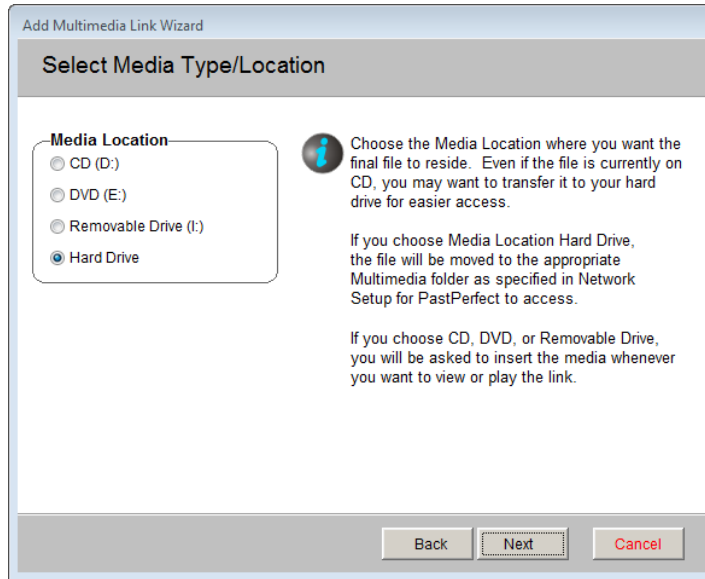 Add Multimedia Link Wizard
Select Media Type/Location
Media Location
CD (D:)
DVD (E:)
Removable Drive (I:)
Hard Drive
Choose the Media Location where you want the
final file to reside. Even if the file is currently on
CD, you may want to transfer it to your hard
drive for easier access.
If you choose Media Location Hard Drive,
the file will be moved to the appropriate
Multimedia folder as specified in Network
Setup for PastPerfect to access.
If you choose CD, DVD, or Removable Drive,
you will be asked to insert the media whenever
you want to view or play the link.
Back Next Cancel